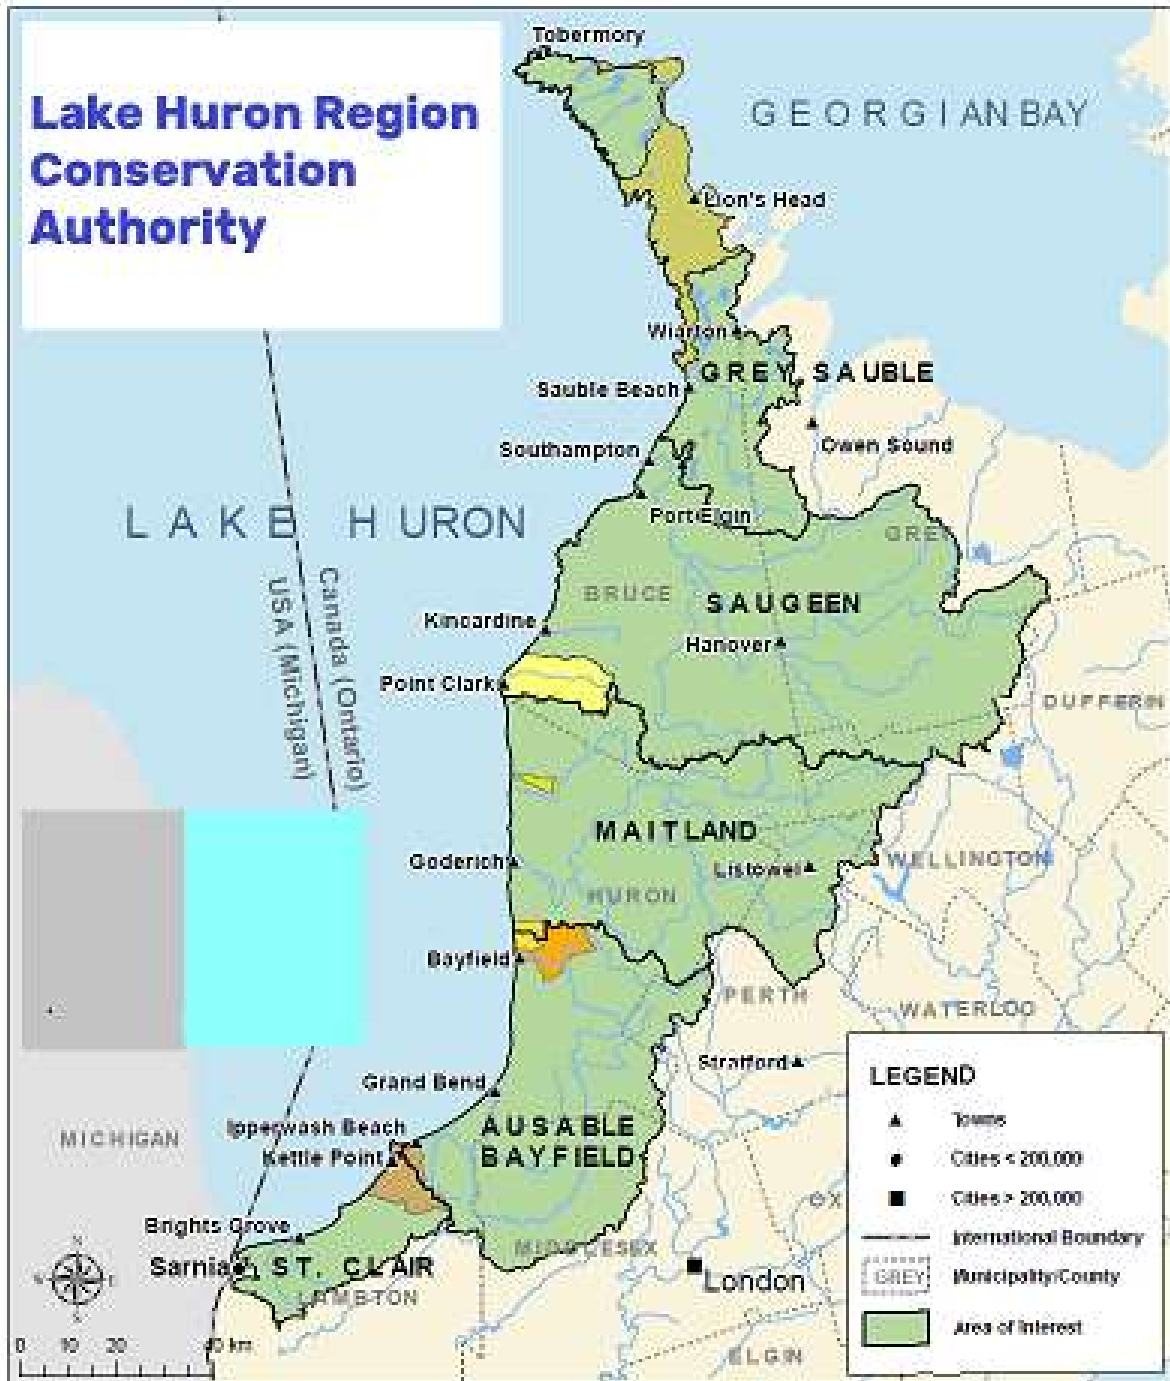 Tobermory
Lake Huron Region
Conservation
Authority
GEORGIAN BAY
Lion's Head
Wiarton
GREY SAUBLE
Sauble Beach
Owen Sound
Southampton
Port Elgin
LAKE HURON
GREY
BRUCE
SAUGEEN
Canada (Ontario)
USA (Michigan)
Kincardine
Hanover
Point Clark
DUFFERIN
MAITLAND
Goderich
Listowel
WELLINGTON
HURON
Bayfield
PERTH
WATERLOO
Stratford
Grand Bend
MICHIGAN
Ipperwash Beach
Kettle Point
AUSABLE
BAYFIELD
OX
Brights Grove
MIDDLESEX
Sarnia
ST. CLAIR
London
LAMBTON
ELGIN
N
W E
S
0 10 20 40 km
LEGEND
Towns
Cities < 200,000
Cities > 200,000
International Boundary
GREY Municipality/County
Area of Interest